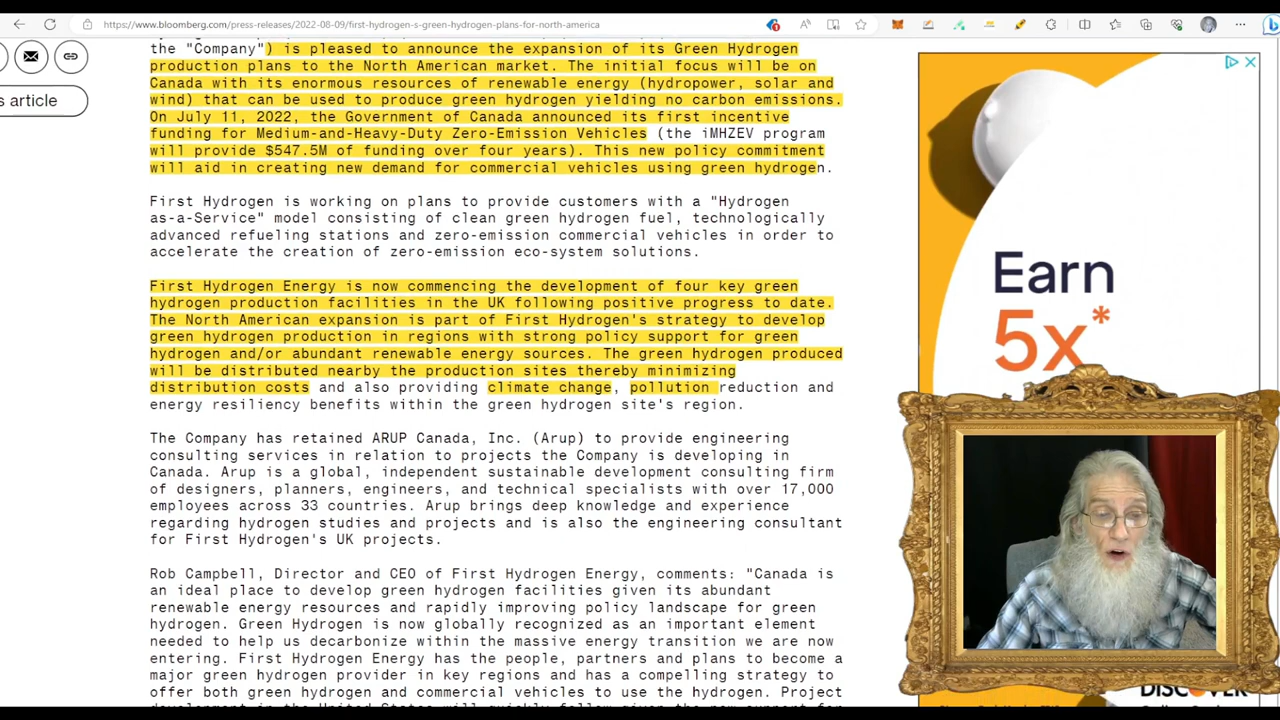 https://www.bloomberg.com/press-releases/2022-08-09/first-hydrogen-s-green-hydrogen-plans-for-north-america
s article
the "Company") is pleased to announce the expansion of its Green Hydrogen
production plans to the North American market. The initial focus will be on
Canada with its enormous resources of renewable energy (hydropower, solar and
wind) that can be used to produce green hydrogen yielding no carbon emissions.
On July 11, 2022, the Government of Canada announced its first incentive
funding for Medium-and-Heavy-Duty Zero-Emission Vehicles (the iMHZEV program
will provide $547.5M of funding over four years). This new policy commitment
will aid in creating new demand for commercial vehicles using green hydrogen.
First Hydrogen is working on plans to provide customers with a "Hydrogen
as-a-Service" model consisting of clean green hydrogen fuel, technologically
advanced refueling stations and zero-emission commercial vehicles in order to
accelerate the creation of zero-emission eco-system solutions.
First Hydrogen Energy is now commencing the development of four key green
hydrogen production facilities in the UK following positive progress to date.
The North American expansion is part of First Hydrogen's strategy to develop
green hydrogen production in regions with strong policy support for green
hydrogen and/or abundant renewable energy sources. The green hydrogen produced
will be distributed nearby the production sites thereby minimizing
distribution costs and also providing climate change, pollution reduction and
energy resiliency benefits within the green hydrogen site's region.
The Company has retained ARUP Canada, Inc. (Arup) to provide engineering
consulting services in relation to projects the Company is developing in
Canada. Arup is a global, independent sustainable development consulting firm
of designers, planners, engineers, and technical specialists with over 17,000
employees across 33 countries. Arup brings deep knowledge and experience
regarding hydrogen studies and projects and is also the engineering consultant
for First Hydrogen's UK projects.
Rob Campbell, Director and CEO of First Hydrogen Energy, comments: "Canada is
an ideal place to develop green hydrogen facilities given its abundant
renewable energy resources and rapidly improving policy landscape for green
hydrogen. Green Hydrogen is now globally recognized as an important element
needed to help us decarbonize within the massive energy transition we are now
entering. First Hydrogen Energy has the people, partners and plans to become a
major green hydrogen provider in key regions and has a compelling strategy to
offer both green hydrogen and commercial vehicles to use the hydrogen. Project
Earn
5x*
DISCOVER